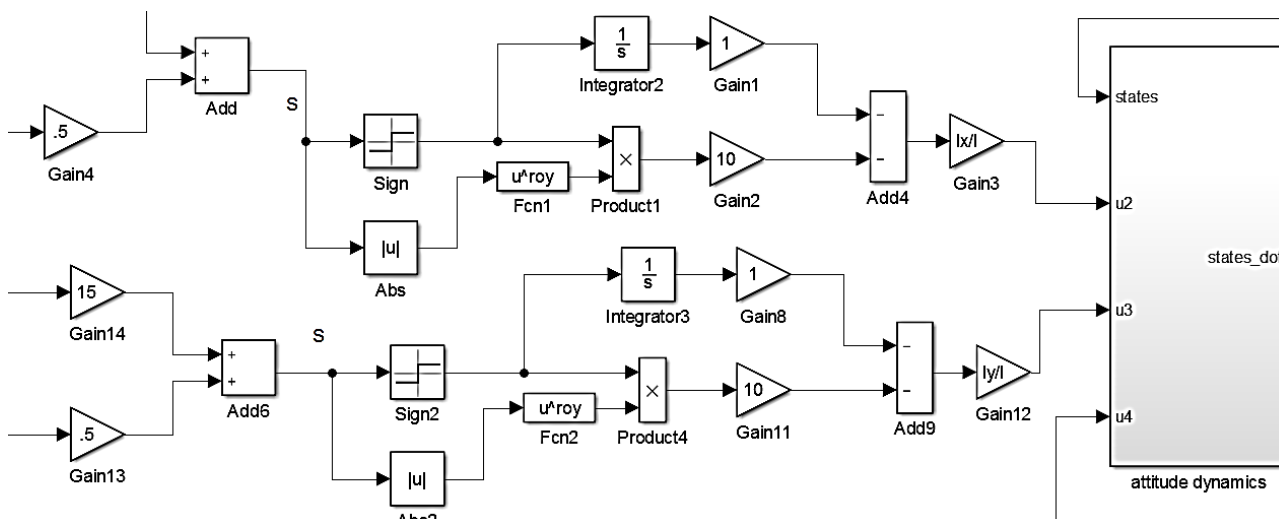 +
+
Add
S
.5
Gain4
Sign
|u|
Abs
u^roy
Fcn1
×
Product1
1
s
Integrator2
1
Gain1
10
Gain2
−
−
Add4
Ix/l
Gain3
15
Gain14
.5
Gain13
+
+
Add6
S
Sign2
|u|
u^roy
Fcn2
×
Product4
1
s
Integrator3
1
Gain8
10
Gain11
−
−
Add9
Iy/l
Gain12
states
u2
states_do
u3
u4
attitude dynamics